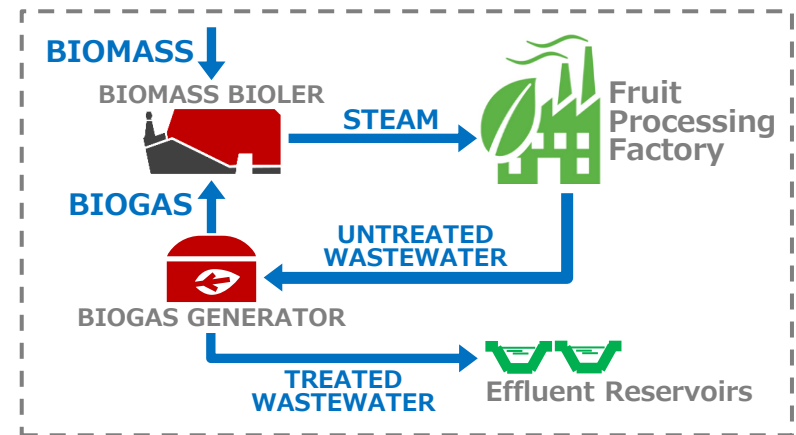 BIOMASS
BIOMASS BIOLER
STEAM
Fruit
Processing
Factory
BIOGAS
UNTREATED
WASTEWATER
BIOGAS GENERATOR
TREATED
WASTEWATER
Effluent Reservoirs